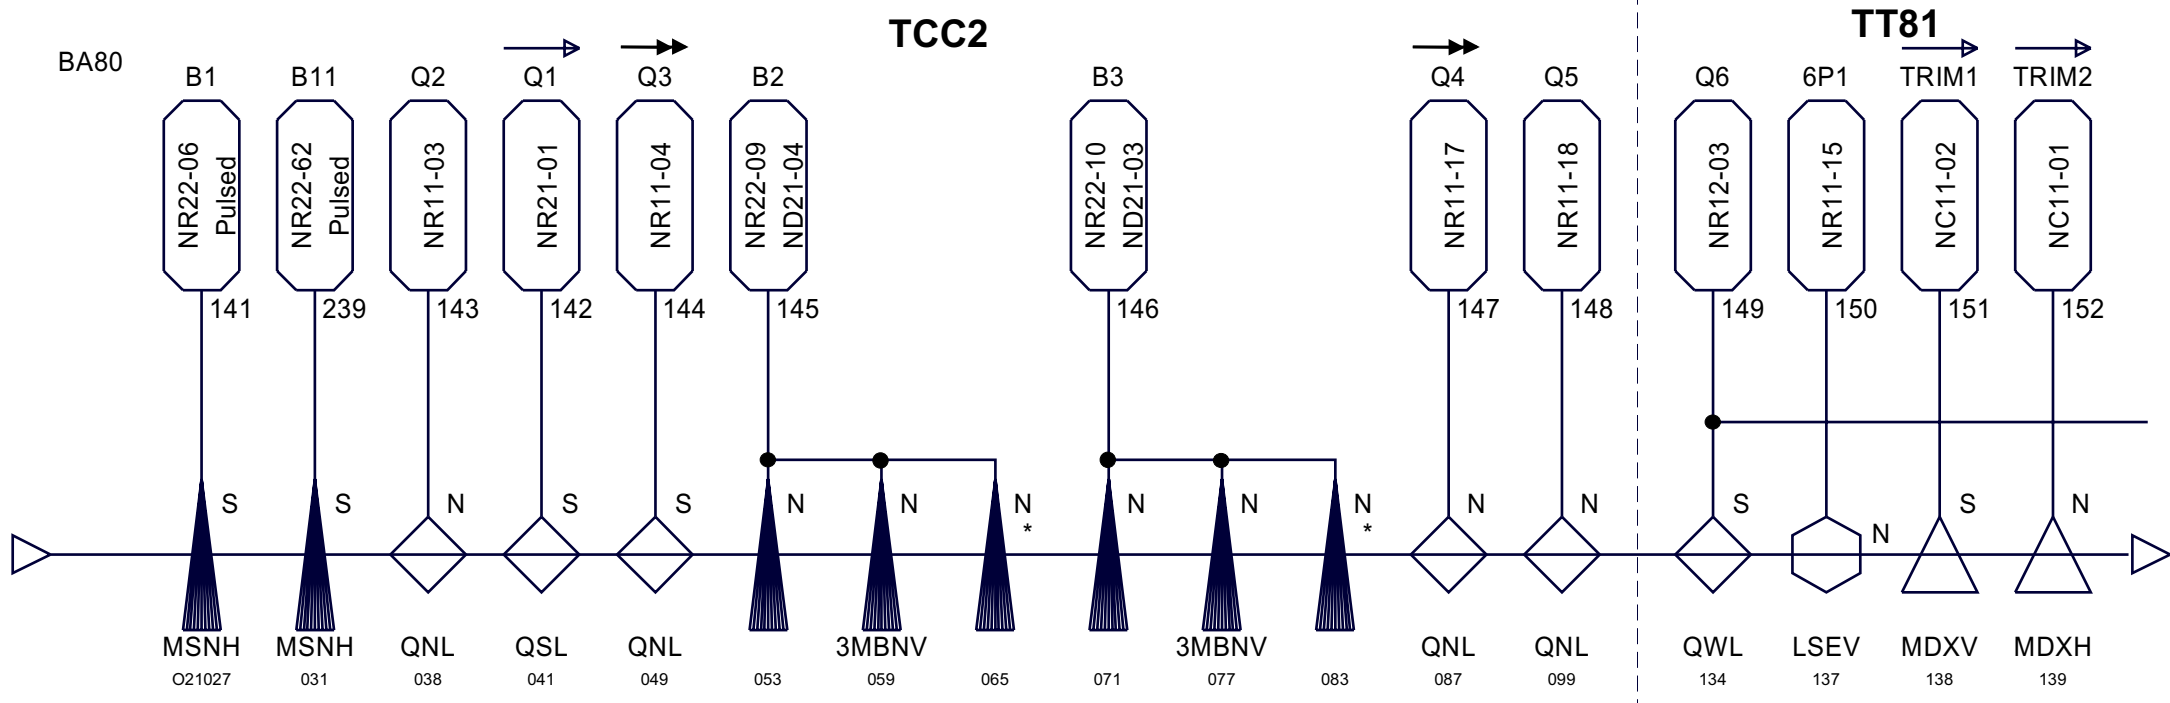 TCC2
TT81
BA80
B1 B11 Q2 Q1 Q3 B2 B3 Q4 Q5 Q6 6P1 TRIM1 TRIM2
NR22-06
Pulsed
NR22-62
Pulsed
NR11-03
NR21-01
NR11-04
NR22-09
ND21-04
NR22-10
ND21-03
NR11-17
NR11-18
NR12-03
NR11-15
NC11-02
NC11-01
141 239 143 142 144 145 146 147 148 149 150 151 152
S S N S S N N N N N N N N S N S N
* *
MSNH MSNH QNL QSL QNL 3MBNV 3MBNV QNL QNL QWL LSEV MDXV MDXH
O21027 031 038 041 049 053 059 065 071 077 083 087 099 134 137 138 139